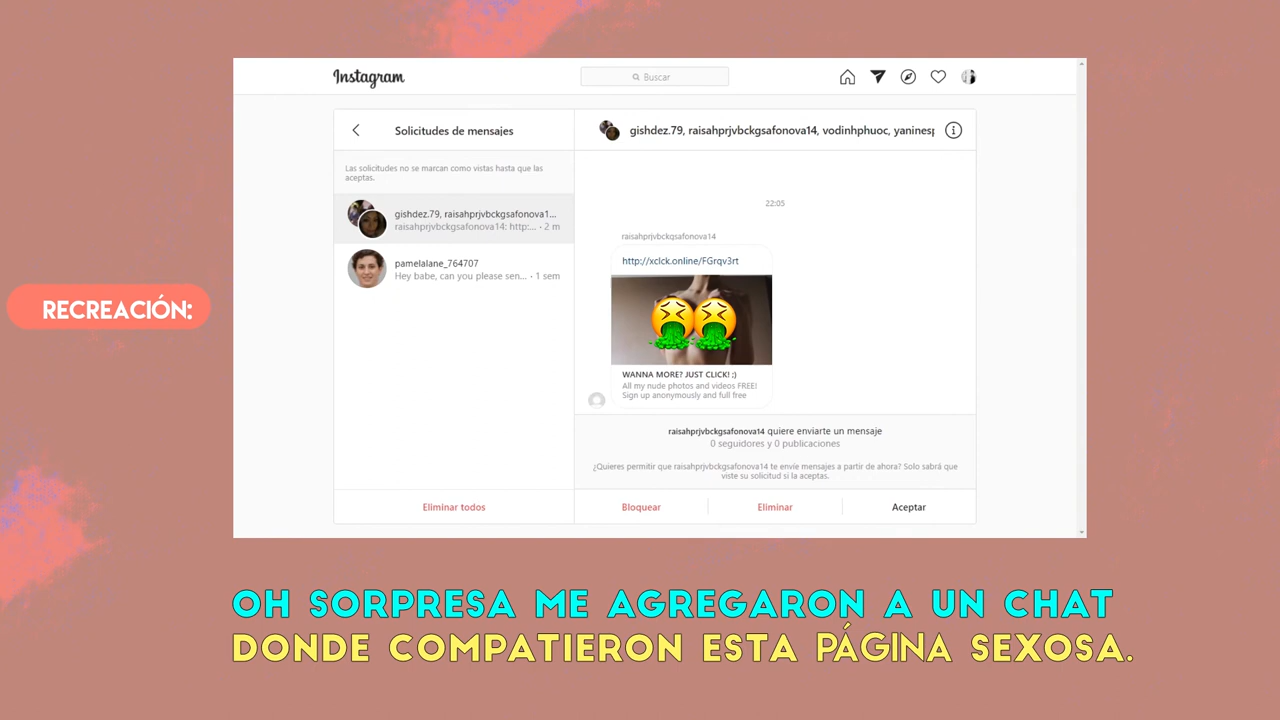 Instagram
Buscar
Solicitudes de mensajes
gishdez.79, raisahprjvbckgsafonova14, vodinhphuoc, yaninesp
Las solicitudes no se marcan como vistas hasta que las
aceptas.
gishdez.79, raisahprjvbckgsafonova1...
raisahprjvbckgsafonova14: http:... · 2 m
pamelalane_764707
Hey babe, can you please sen... · 1 sem
22:05
raisahprjvbckgsafonova14
http://xclck.online/FGrqv3rt
WANNA MORE? JUST CLICK! ;)
All my nude photos and videos FREE!
Sign up anonymously and full free
raisahprjvbckgsafonova14 quiere enviarte un mensaje
0 seguidores y 0 publicaciones
¿Quieres permitir que raisahprjvbckgsafonova14 te envíe mensajes a partir de ahora? Solo sabrá que
viste su solicitud si la aceptas.
Eliminar todos
Bloquear
Eliminar
Aceptar
RECREACIÓN:
OH SORPRESA ME AGREGARON A UN CHAT
DONDE COMPATIERON ESTA PÁGINA SEXOSA.